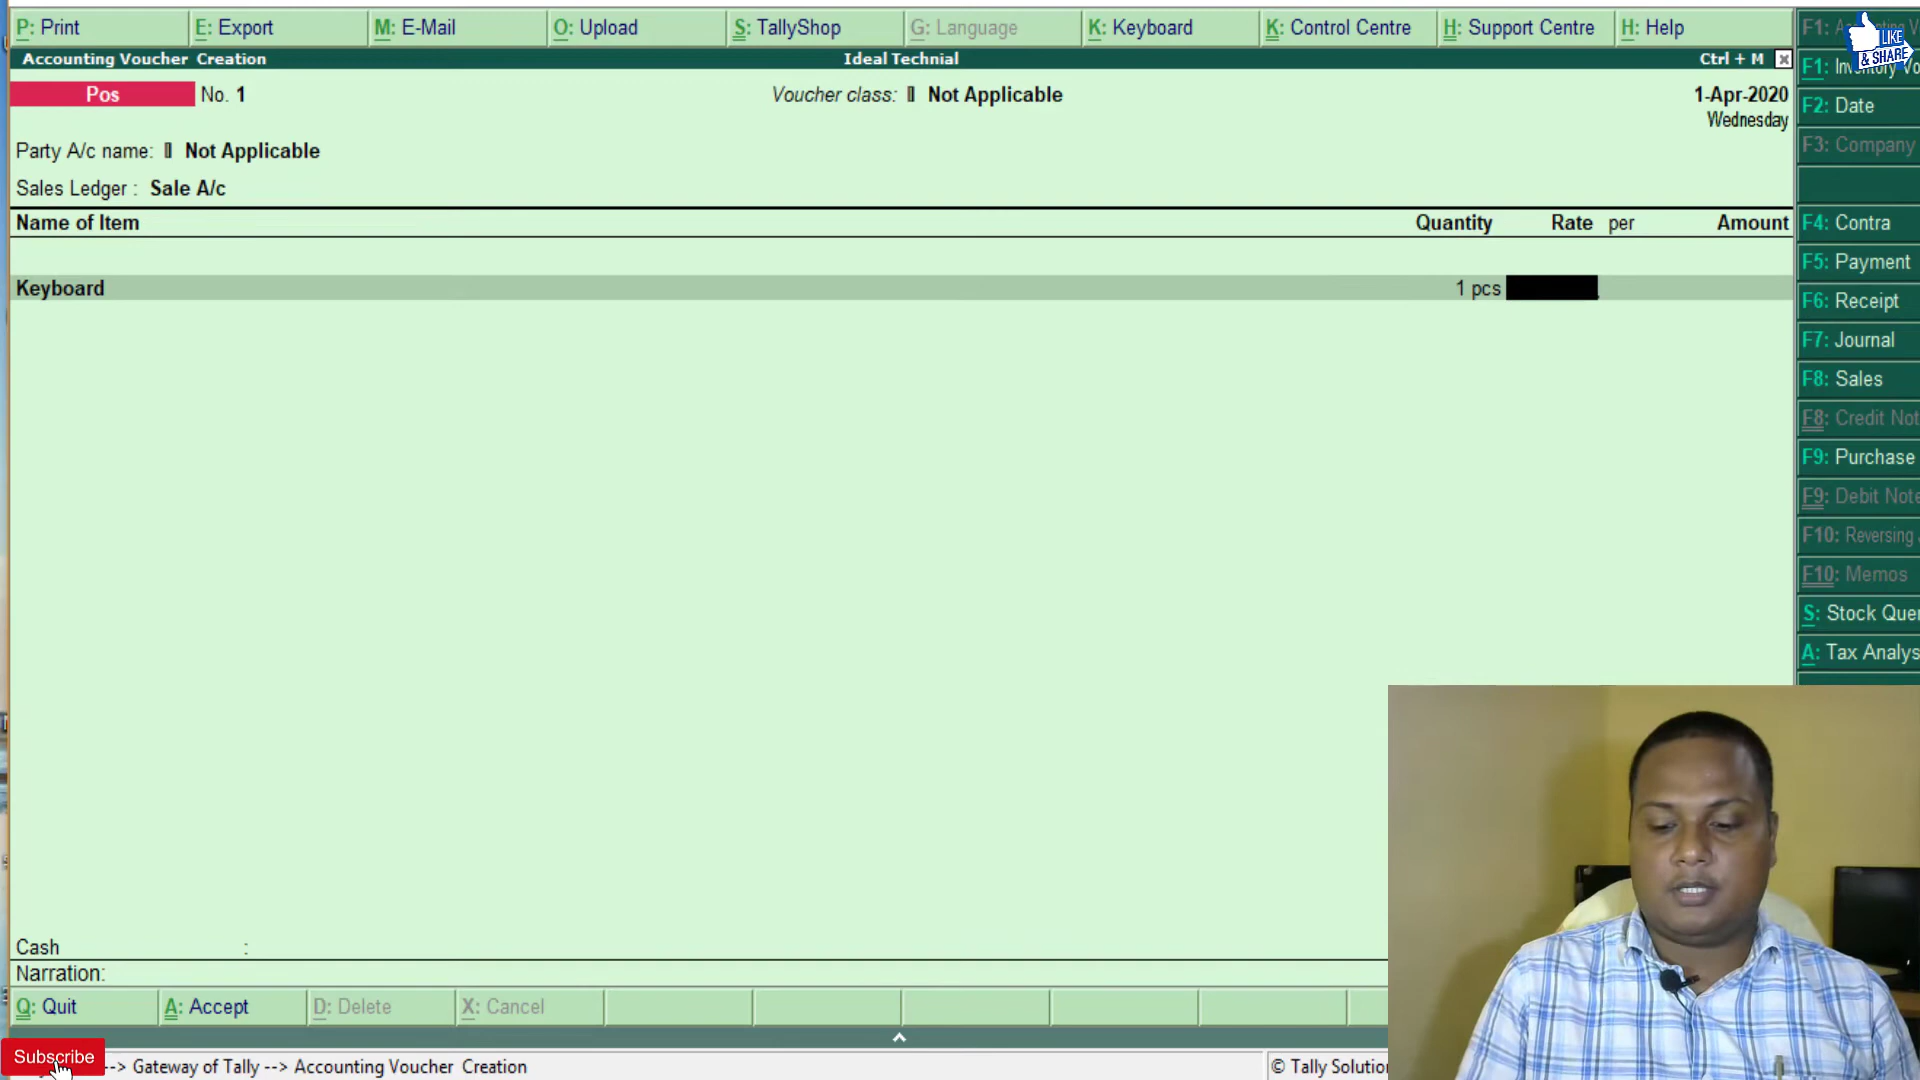 P: Print E: Export M: E-Mail O: Upload S: TallyShop G: Language K: Keyboard K: Control Centre H: Support Centre H: Help
Accounting Voucher Creation Ideal Technial Ctrl + M
Pos No. 1 Voucher class: Not Applicable 1-Apr-2020
Wednesday
Party A/c name: Not Applicable
Sales Ledger : Sale A/c
Name of Item Quantity Rate per Amount
Keyboard 1 pcs
Cash :
Narration:
Q: Quit A: Accept D: Delete X: Cancel
--> Gateway of Tally --> Accounting Voucher Creation © Tally Solution
Subscribe
LIKE
& SHARE
F1:
F1: Inventory Vo
F2: Date
F3: Company
F4: Contra
F5: Payment
F6: Receipt
F7: Journal
F8: Sales
F8: Credit Not
F9: Purchase
F9: Debit Note
F10: Reversing
F10: Memos
S: Stock Quer
A: Tax Analys